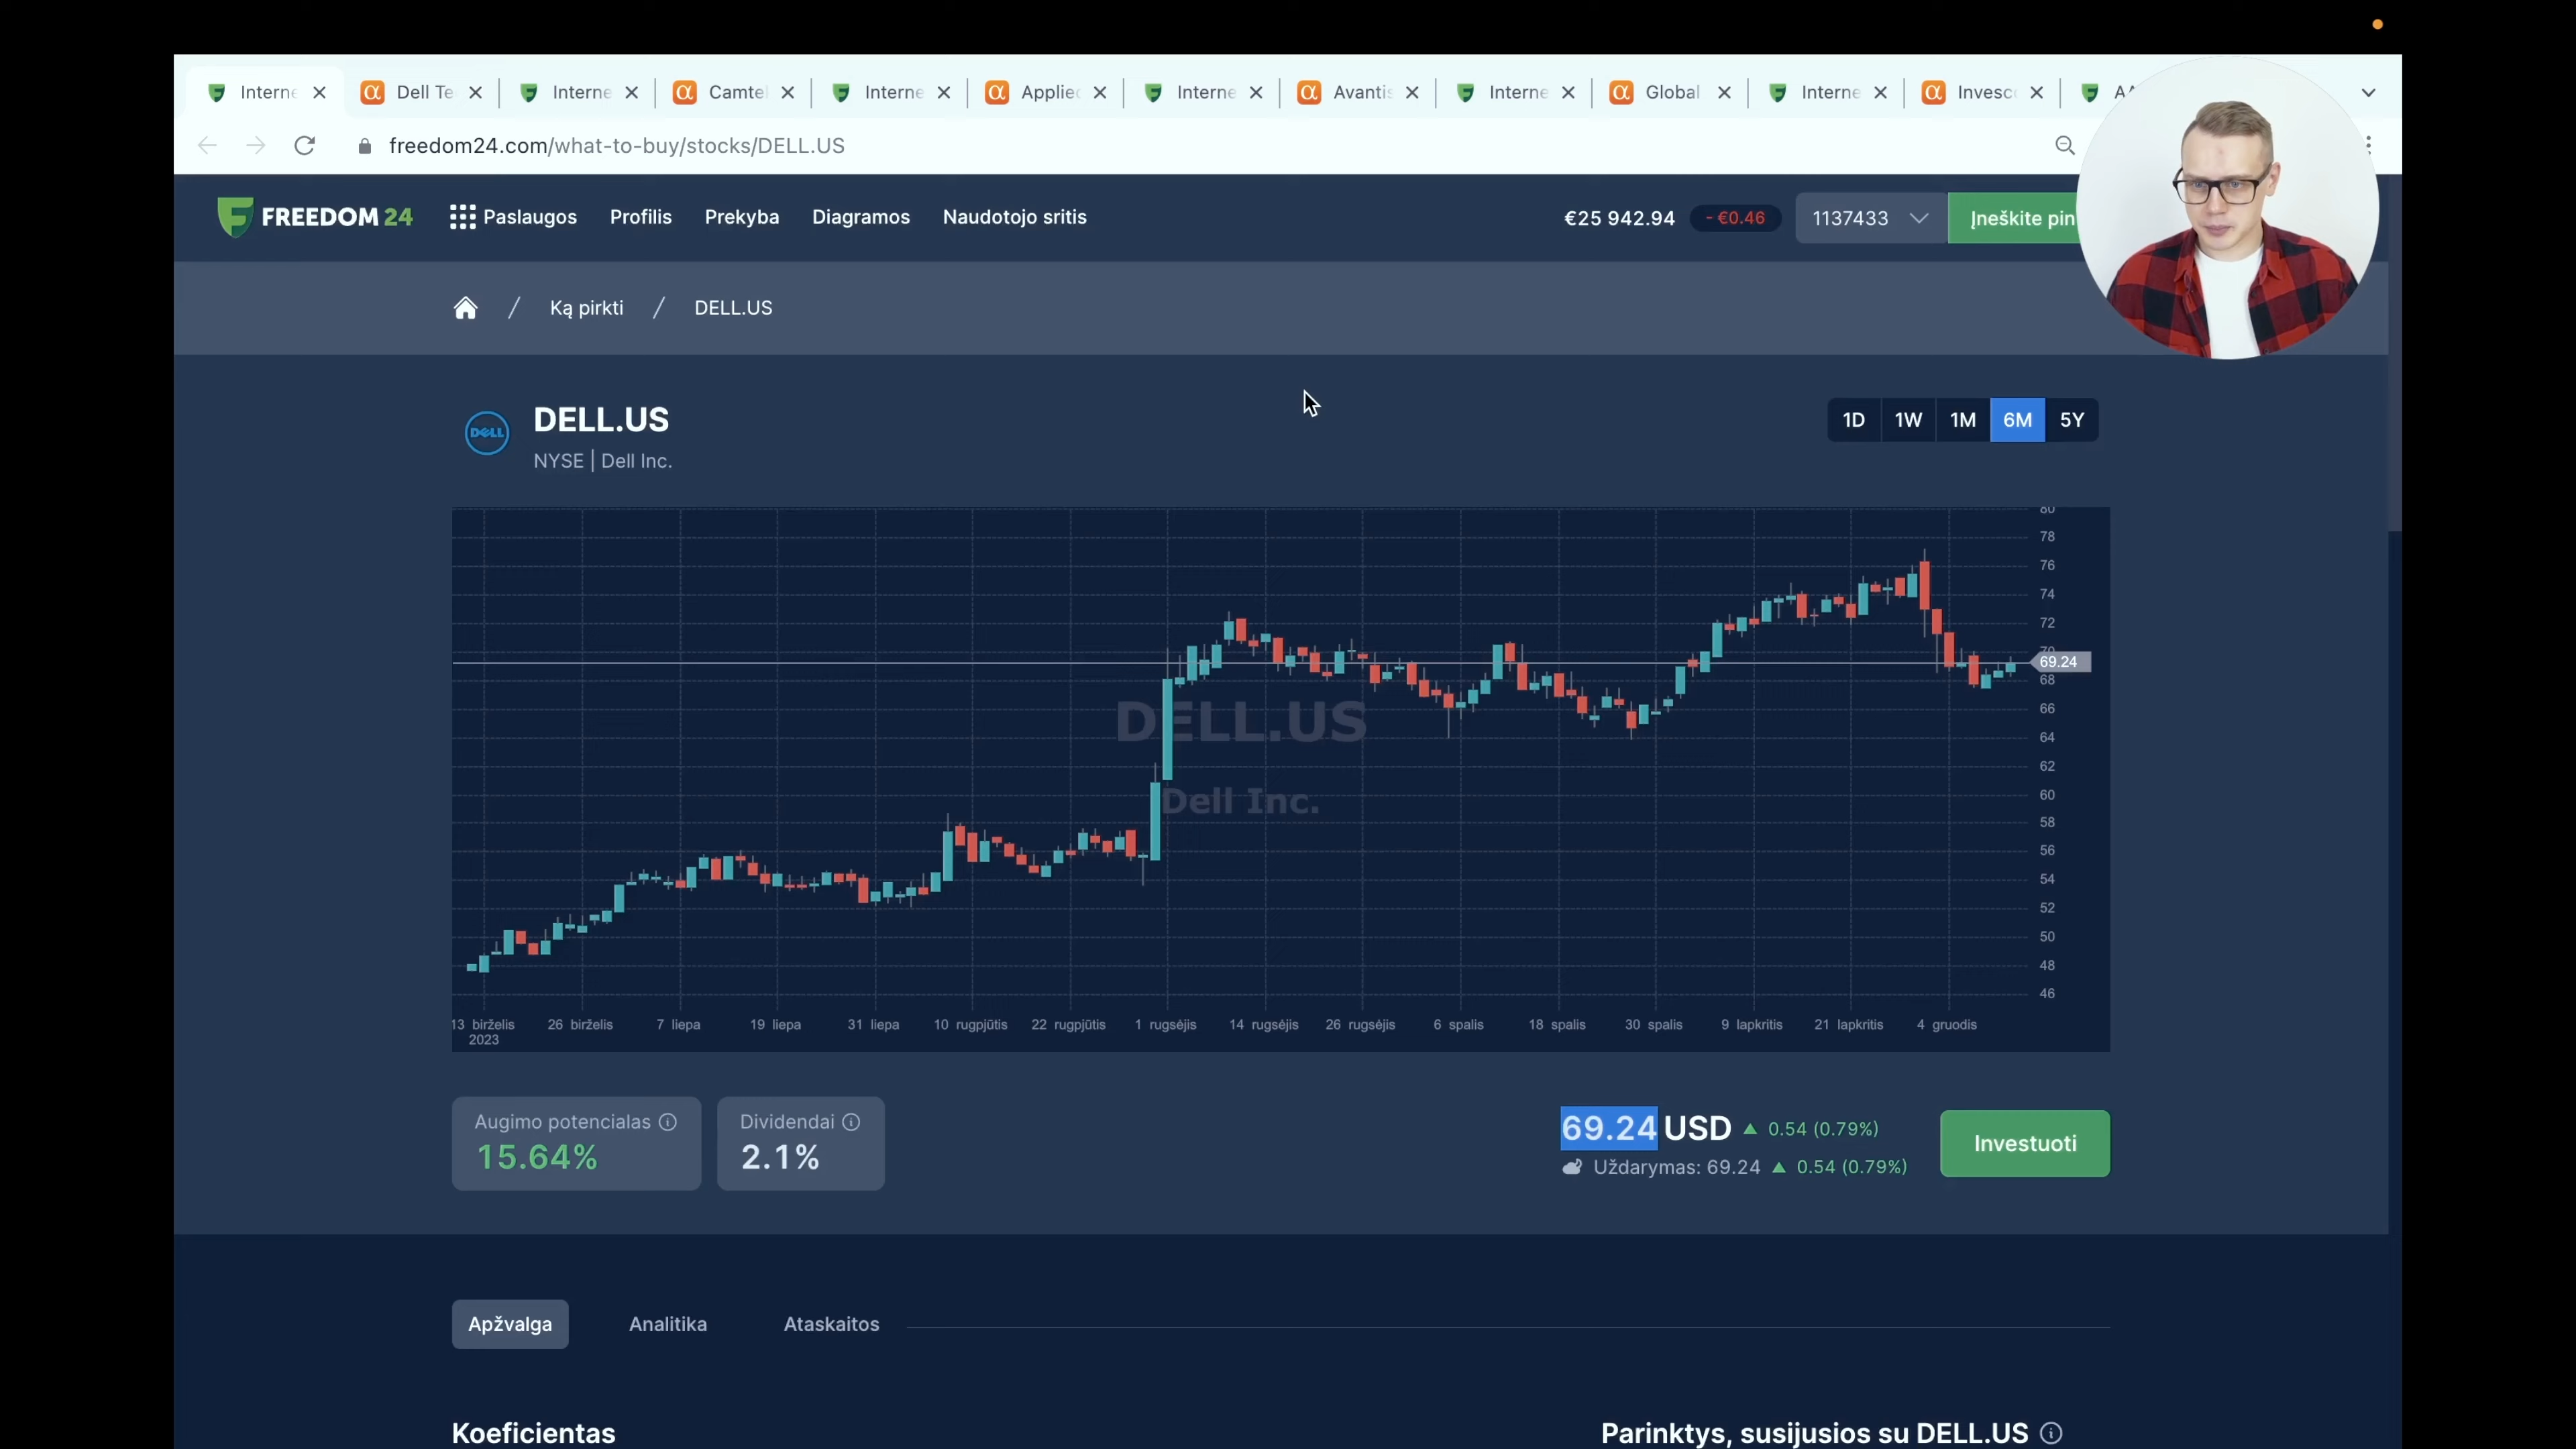 Interne
Dell Te
Interne
Camte
Interne
Applied
Interne
Avantis
Interne
Global
Interne
Invesco
freedom24.com/what-to-buy/stocks/DELL.US
FREEDOM 24
Paslaugos
Profilis
Prekyba
Diagramos
Naudotojo sritis
€25 942.94
- €0.46
1137433
Įneškite pin
/ Ką pirkti / DELL.US
DELL.US
NYSE | Dell Inc.
1D
1W
1M
6M
5Y
DELL
DELL.US
Dell Inc.
80
78
76
74
72
70
69.24
68
66
64
62
60
58
56
54
52
50
48
46
13 birželis
2023
26 birželis
7 liepa
19 liepa
31 liepa
10 rugpjūtis
22 rugpjūtis
1 rugsėjis
14 rugsėjis
26 rugsėjis
6 spalis
18 spalis
30 spalis
9 lapkritis
21 lapkritis
4 gruodis
Augimo potencialas
15.64%
Dividendai
2.1%
69.24 USD 0.54 (0.79%)
Uždarymas: 69.24 0.54 (0.79%)
Investuoti
Apžvalga
Analitika
Ataskaitos
Koeficientas
Parinktys, susijusios su DELL.US